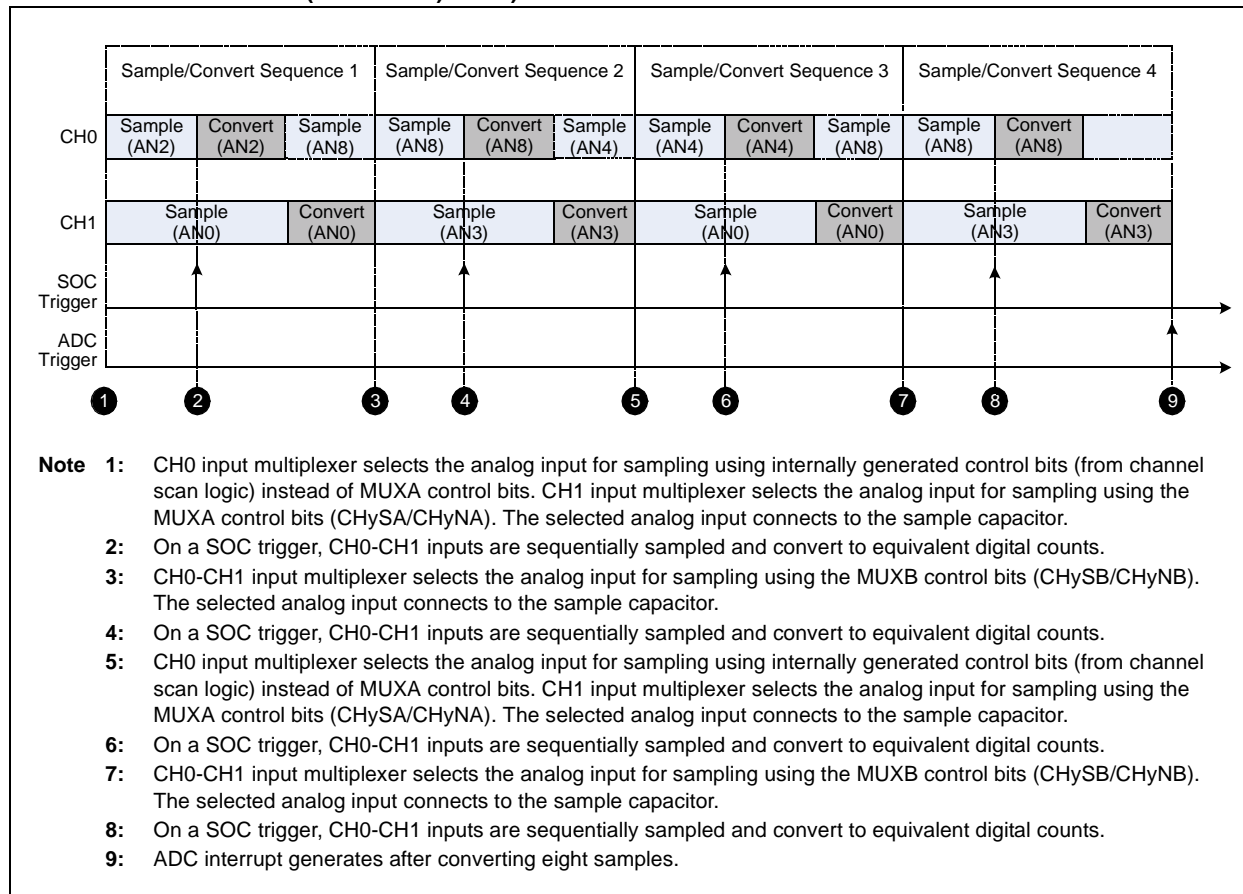 Sample/Convert Sequence 1 Sample/Convert Sequence 2 Sample/Convert Sequence 3 Sample/Convert Sequence 4
CH0
Sample (AN2)
Convert (AN2)
Sample (AN8)
Sample (AN8)
Convert (AN8)
Sample (AN4)
Sample (AN4)
Convert (AN4)
Sample (AN8)
Sample (AN8)
Convert (AN8)
CH1
Sample (AN0)
Convert (AN0)
Sample (AN3)
Convert (AN3)
Sample (AN0)
Convert (AN0)
Sample (AN3)
Convert (AN3)
SOC
Trigger
ADC
Trigger
1 2 3 4 5 6 7 8 9
Note 1: CH0 input multiplexer selects the analog input for sampling using internally generated control bits (from channel
scan logic) instead of MUXA control bits. CH1 input multiplexer selects the analog input for sampling using the
MUXA control bits (CHySA/CHyNA). The selected analog input connects to the sample capacitor.
2: On a SOC trigger, CH0-CH1 inputs are sequentially sampled and convert to equivalent digital counts.
3: CH0-CH1 input multiplexer selects the analog input for sampling using the MUXB control bits (CHySB/CHyNB).
The selected analog input connects to the sample capacitor.
4: On a SOC trigger, CH0-CH1 inputs are sequentially sampled and convert to equivalent digital counts.
5: CH0 input multiplexer selects the analog input for sampling using internally generated control bits (from channel
scan logic) instead of MUXA control bits. CH1 input multiplexer selects the analog input for sampling using the
MUXA control bits (CHySA/CHyNA). The selected analog input connects to the sample capacitor.
6: On a SOC trigger, CH0-CH1 inputs are sequentially sampled and convert to equivalent digital counts.
7: CH0-CH1 input multiplexer selects the analog input for sampling using the MUXB control bits (CHySB/CHyNB).
The selected analog input connects to the sample capacitor.
8: On a SOC trigger, CH0-CH1 inputs are sequentially sampled and convert to equivalent digital counts.
9: ADC interrupt generates after converting eight samples.